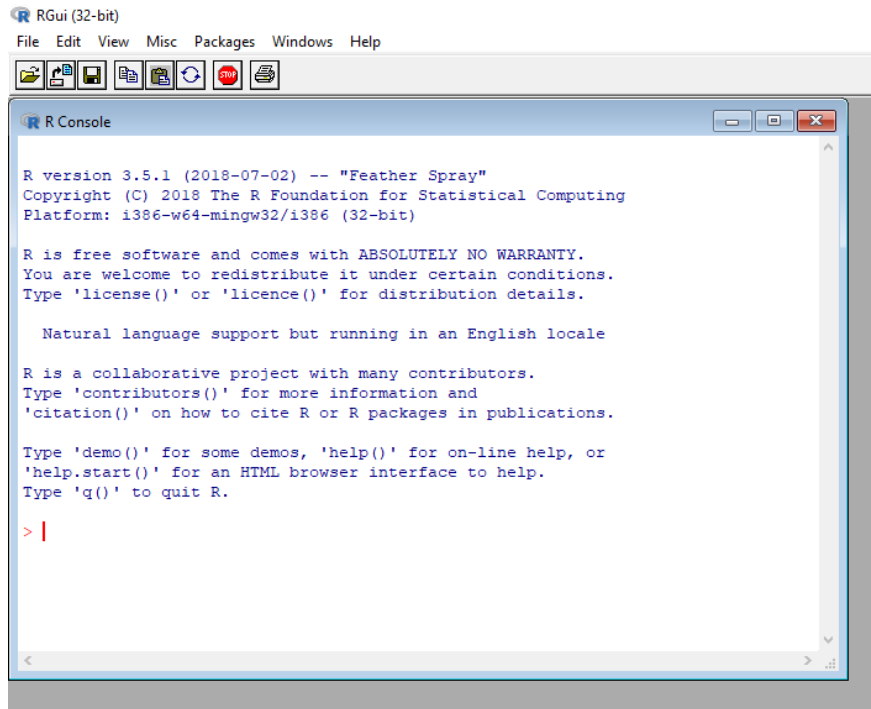 RGui (32-bit)
File Edit View Misc Packages Windows Help
STOP
R Console
R version 3.5.1 (2018-07-02) -- "Feather Spray"
Copyright (C) 2018 The R Foundation for Statistical Computing
Platform: i386-w64-mingw32/i386 (32-bit)
R is free software and comes with ABSOLUTELY NO WARRANTY.
You are welcome to redistribute it under certain conditions.
Type 'license()' or 'licence()' for distribution details.
Natural language support but running in an English locale
R is a collaborative project with many contributors.
Type 'contributors()' for more information and
'citation()' on how to cite R or R packages in publications.
Type 'demo()' for some demos, 'help()' for on-line help, or
'help.start()' for an HTML browser interface to help.
Type 'q()' to quit R.
>